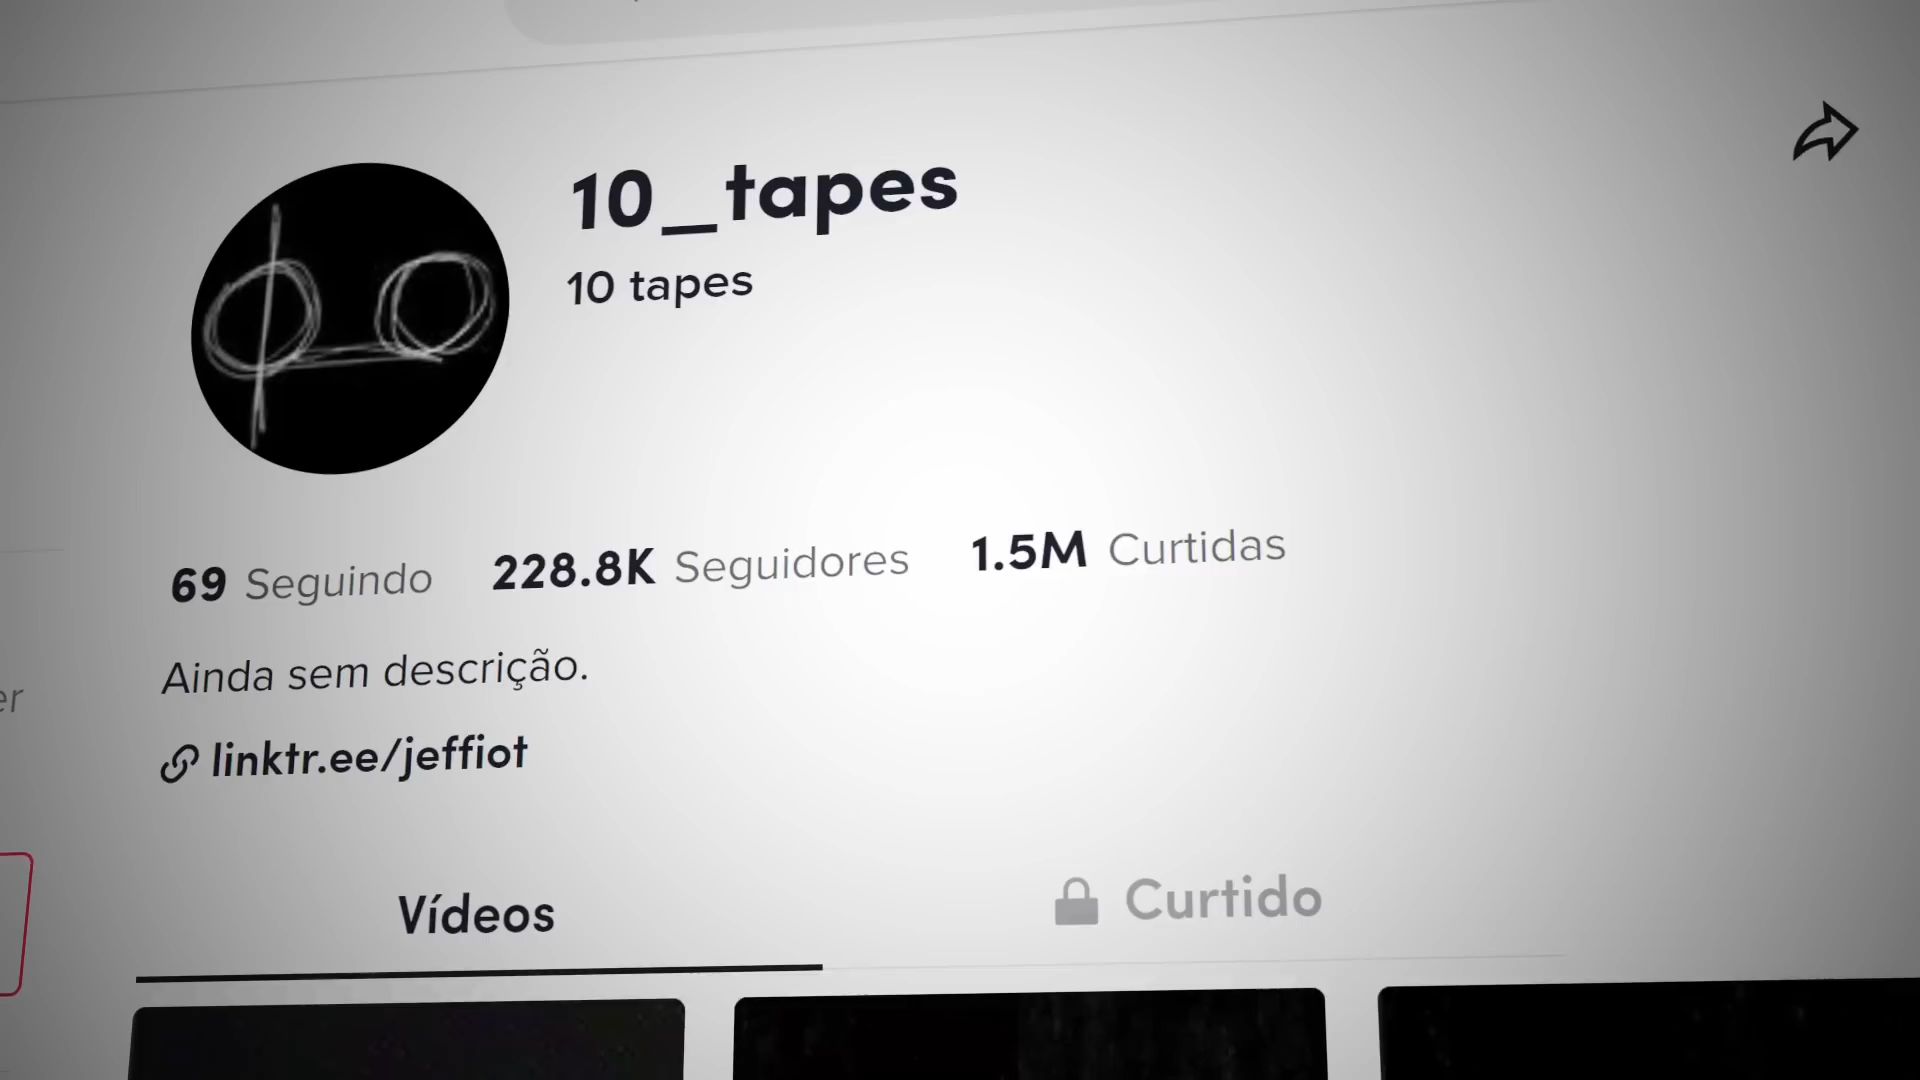 10_tapes
10 tapes
69 Seguindo 228.8K Seguidores 1.5M Curtidas
Ainda sem descrição.
er
linktr.ee/jeffiot
Vídeos Curtido